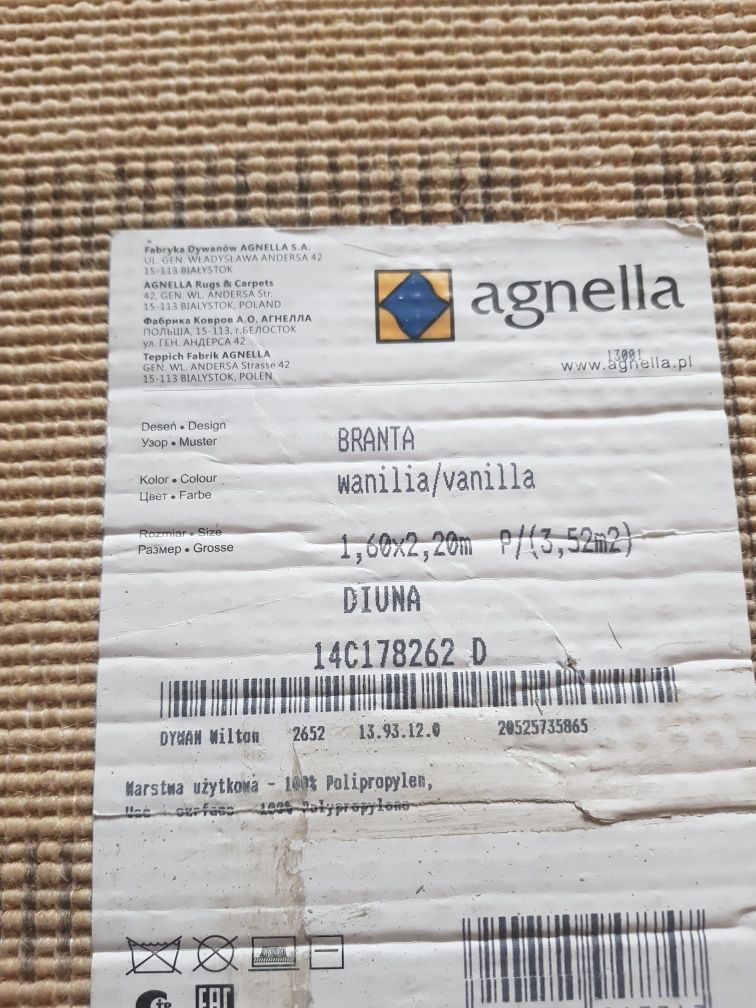 Fabryka Dywanów AGNELLA S.A.
UL. GEN. WŁADYSŁAWA ANDERSA 42
15-113 BIAŁYSTOK
AGNELLA Rugs & Carpets
42, GEN. WL. ANDERSA Str.
15-113 BIALYSTOK, POLAND
Фабрика Ковров А.О. АГНЕЛЛА
ПОЛЬША, 15-113, г.БЕЛОСТОК
ул. ГЕН. АНДЕРСА 42
Teppich Fabrik AGNELLA
GEN. WL. ANDERSA Strasse 42
15-113 BIALYSTOK, POLEN
agnella
13001
www.agnella.pl
Deseń • Design
Узор • Muster
BRANTA
Kolor • Colour
Цвет • Farbe
wanilia/vanilla
Rozmiar • Size
Размер • Grosse
1,60x2,20m P/(3,52m2)
DIUNA
14C178262 D
DYWAN Wilton 2652 13.93.12.0 20525735865
Warstwa użytkowa - 100% Polipropylen,
surface 100% Polypropylene
EAC